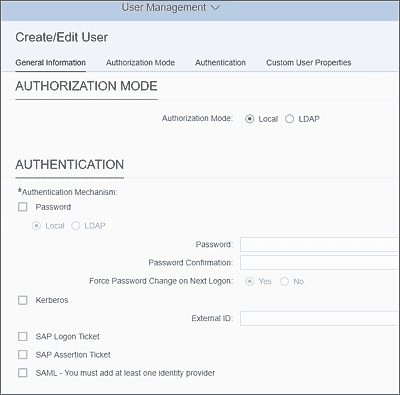 User Management
Create/Edit User
General Information Authorization Mode Authentication Custom User Properties
AUTHORIZATION MODE
Authorization Mode: Local LDAP
AUTHENTICATION
*Authentication Mechanism:
Password
Local LDAP
Password:
Password Confirmation:
Force Password Change on Next Logon: Yes No
Kerberos
External ID:
SAP Logon Ticket
SAP Assertion Ticket
SAML - You must add at least one identity provider